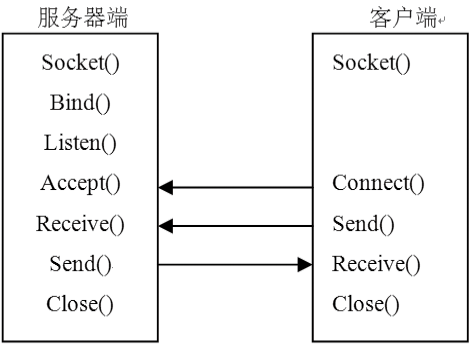 服务器端
客户端
Socket()
Bind()
Listen()
Accept()
Receive()
Send()
Close()
Socket()
Connect()
Send()
Receive()
Close()